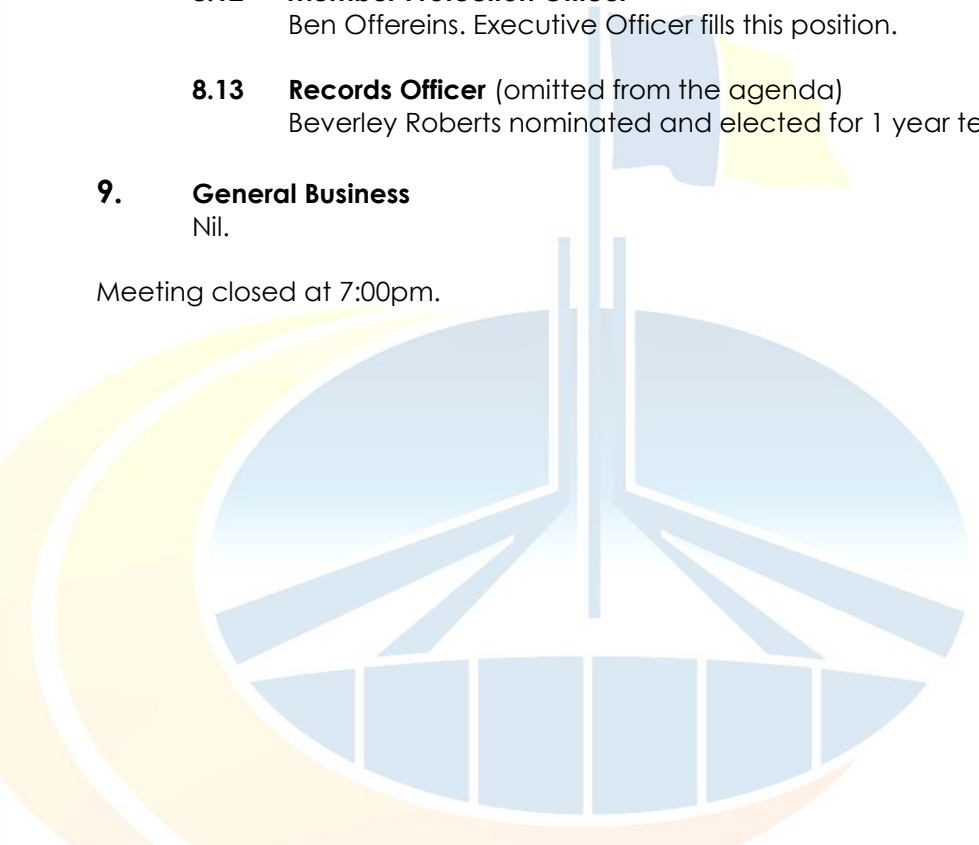 Ben Offereins. Executive Officer fills this position.
8.13 Records Officer (omitted from the agenda)
Beverley Roberts nominated and elected for 1 year
9. General Business
Nil.
Meeting closed at 7:00pm.